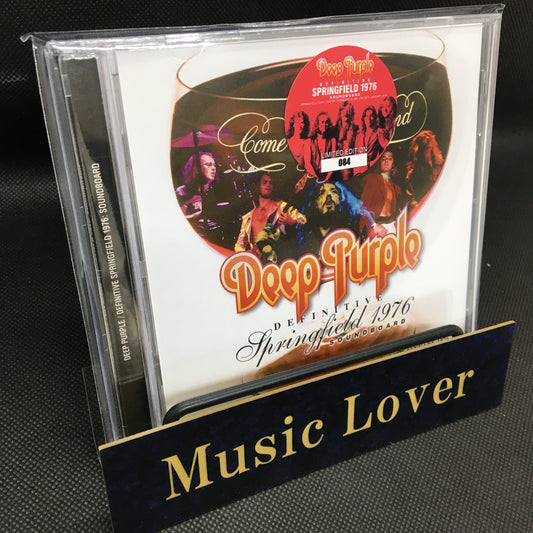 Deep Purple
DEFINITIVE
SPRINGFIELD 1976
SOUNDBOARD
LIMITED EDITION
084
Come
nd
Deep Purple
DEFINITIVE
Springfield 1976
SOUNDBOARD
DEEP PURPLE / DEFINITIVE SPRINGFIELD 1976: SOUNDBOARD
Music Lover